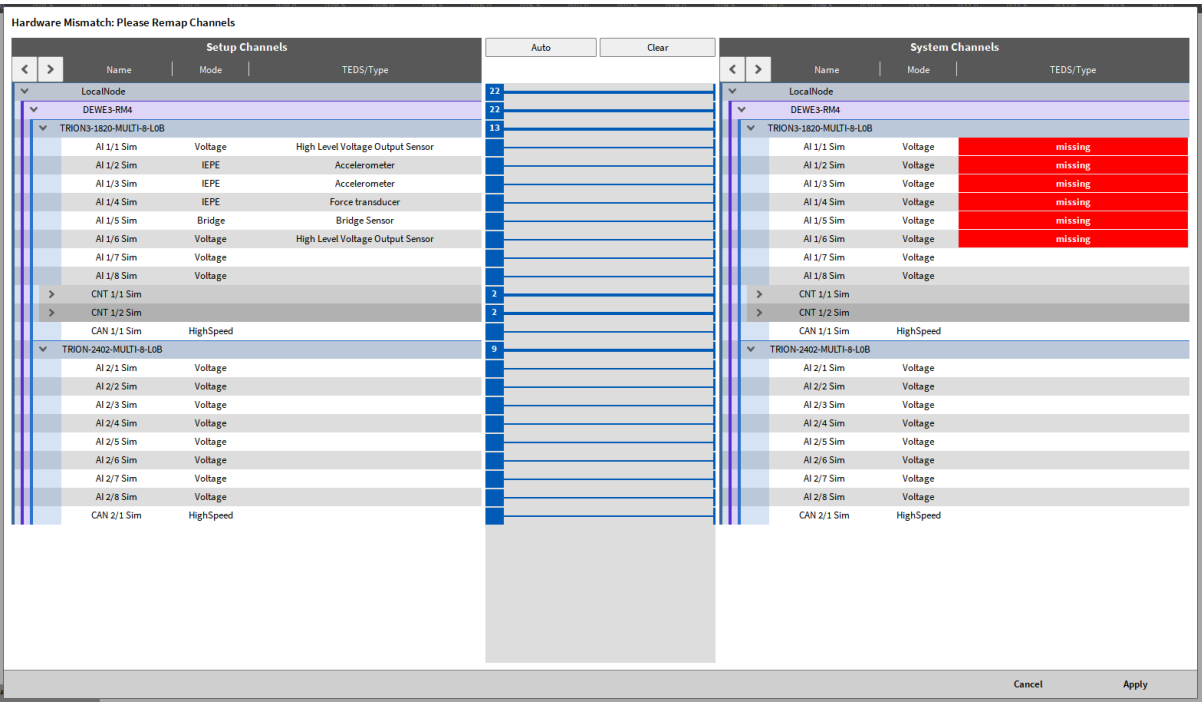 Hardware Mismatch: Please Remap Channels
Setup Channels Auto Clear System Channels
Name Mode TEDS/Type Name Mode TEDS/Type
LocalNode 22 LocalNode
DEWE3-RM4 22 DEWE3-RM4
TRION3-1820-MULTI-8-L0B 13 TRION3-1820-MULTI-8-L0B
AI 1/1 Sim Voltage High Level Voltage Output Sensor AI 1/1 Sim Voltage missing
AI 1/2 Sim IEPE Accelerometer AI 1/2 Sim Voltage missing
AI 1/3 Sim IEPE Accelerometer AI 1/3 Sim Voltage missing
AI 1/4 Sim IEPE Force transducer AI 1/4 Sim Voltage missing
AI 1/5 Sim Bridge Bridge Sensor AI 1/5 Sim Voltage missing
AI 1/6 Sim Voltage High Level Voltage Output Sensor AI 1/6 Sim Voltage missing
AI 1/7 Sim Voltage AI 1/7 Sim Voltage
AI 1/8 Sim Voltage AI 1/8 Sim Voltage
CNT 1/1 Sim 2 CNT 1/1 Sim
CNT 1/2 Sim 2 CNT 1/2 Sim
CAN 1/1 Sim HighSpeed CAN 1/1 Sim HighSpeed
TRION-2402-MULTI-8-L0B 9 TRION-2402-MULTI-8-L0B
AI 2/1 Sim Voltage AI 2/1 Sim Voltage
AI 2/2 Sim Voltage AI 2/2 Sim Voltage
AI 2/3 Sim Voltage AI 2/3 Sim Voltage
AI 2/4 Sim Voltage AI 2/4 Sim Voltage
AI 2/5 Sim Voltage AI 2/5 Sim Voltage
AI 2/6 Sim Voltage AI 2/6 Sim Voltage
AI 2/7 Sim Voltage AI 2/7 Sim Voltage
AI 2/8 Sim Voltage AI 2/8 Sim Voltage
CAN 2/1 Sim HighSpeed CAN 2/1 Sim HighSpeed
Cancel Apply